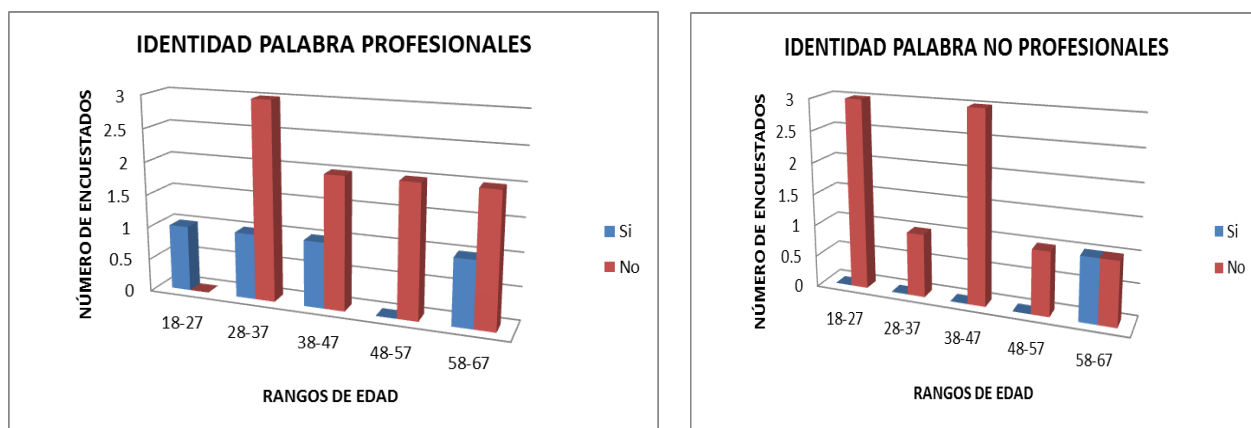 IDENTIDAD PALABRA PROFESIONALES
NÚMERO DE ENCUESTADOS
3
2.5
2
1.5
1
0.5
0
18-27
28-37
38-47
48-57
58-67
RANGOS DE EDAD
Si
No
IDENTIDAD PALABRA NO PROFESIONALES
NÚMERO DE ENCUESTADOS
3
2.5
2
1.5
1
0.5
0
18-27
28-37
38-47
48-57
58-67
RANGOS DE EDAD
Si
No